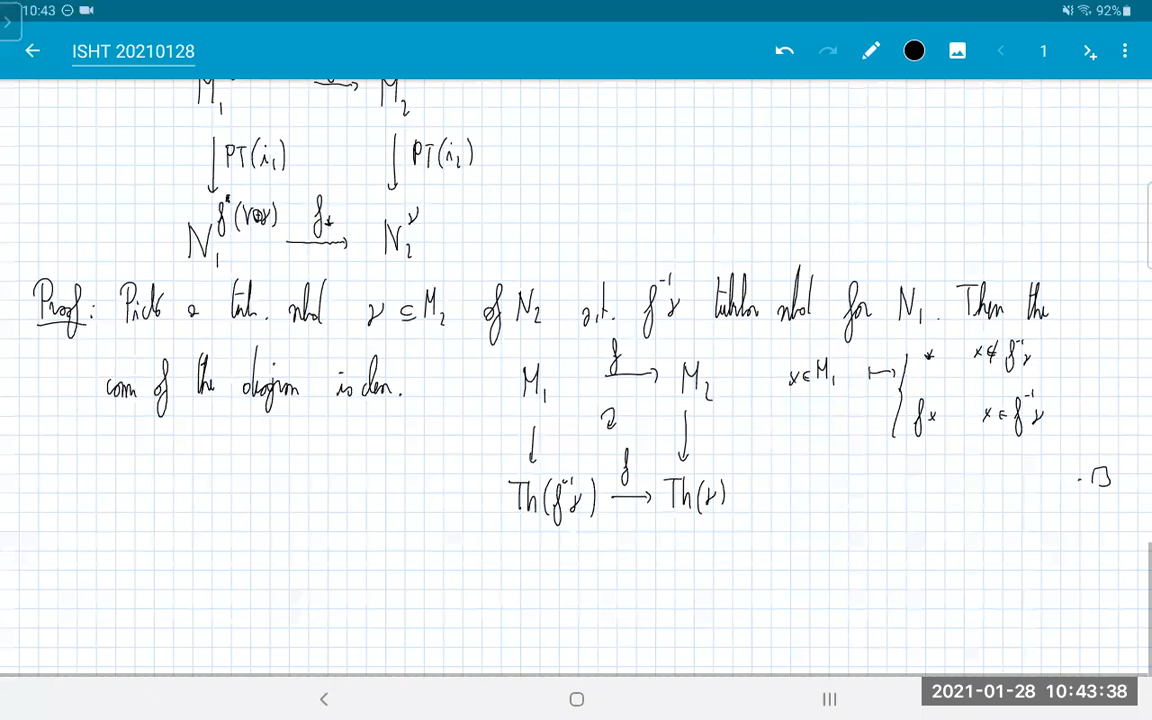 10:43 92%
ISHT 20210128 1
M₁ → M₂
↓ PT(i₁) ↓ PT(i₂)
N₁ f*(ν) f* → N₂ ν
Proof: Pick a tub. nbd ν ⊆ M₂ of N₂ s.t. f⁻¹ν tubular nbd for N₁. Then the
com of the diagram is clear. M₁ f → M₂ x∈M₁ ↦ { * x∉f⁻¹ν
fx x∈f⁻¹ν
Th(f⁻¹ν) f → Th(ν) □
2021-01-28 10:43:38